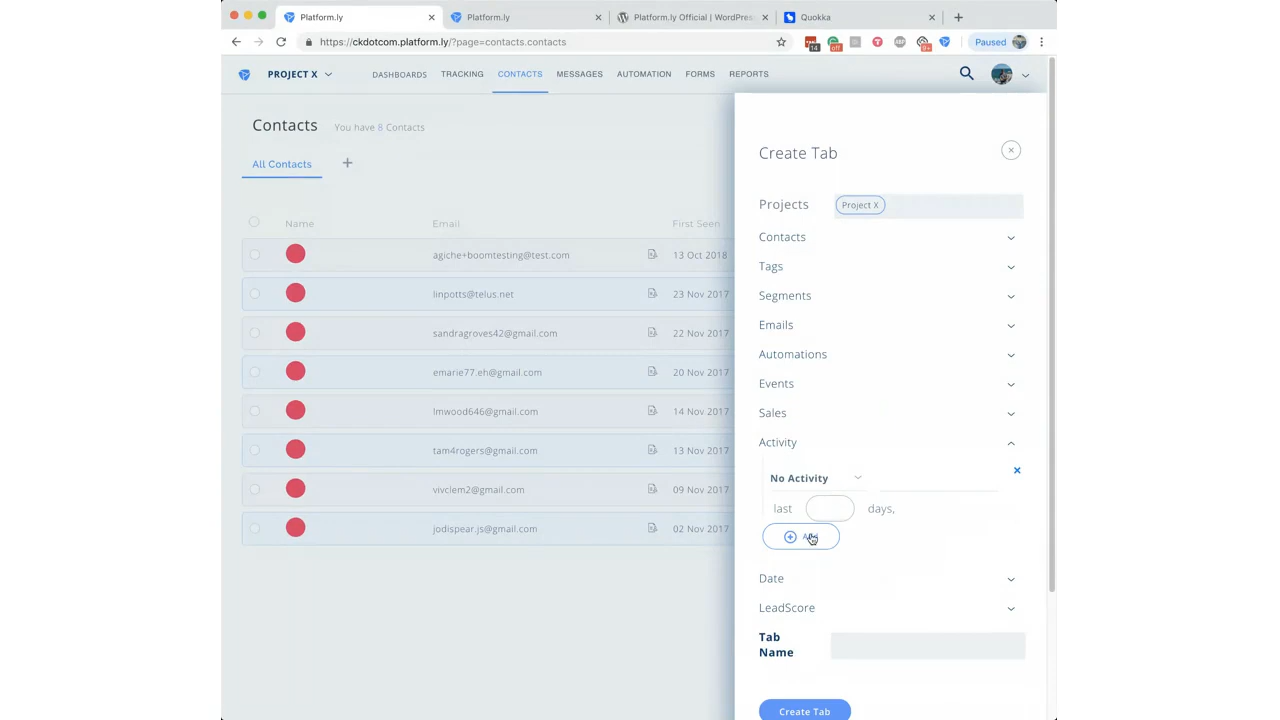 Platform.ly
Platform.ly
Platform.ly Official | WordPres
Quokka
https://ckdotcom.platform.ly/?page=contacts.contacts
14
off
9+
Paused
PROJECT X
DASHBOARDS
TRACKING
CONTACTS
MESSAGES
AUTOMATION
FORMS
REPORTS
Contacts
You have 8 Contacts
All Contacts
Name
Email
First Seen
agiche+boomtesting@test.com
13 Oct 2018
linpotts@telus.net
23 Nov 2017
sandragroves42@gmail.com
22 Nov 2017
emarie77.eh@gmail.com
20 Nov 2017
lmwood646@gmail.com
14 Nov 2017
tam4rogers@gmail.com
13 Nov 2017
vivclem2@gmail.com
09 Nov 2017
jodispear.js@gmail.com
02 Nov 2017
Create Tab
Projects
Project X
Contacts
Tags
Segments
Emails
Automations
Events
Sales
Activity
No Activity
last
days,
Date
LeadScore
Tab
Name
Create Tab